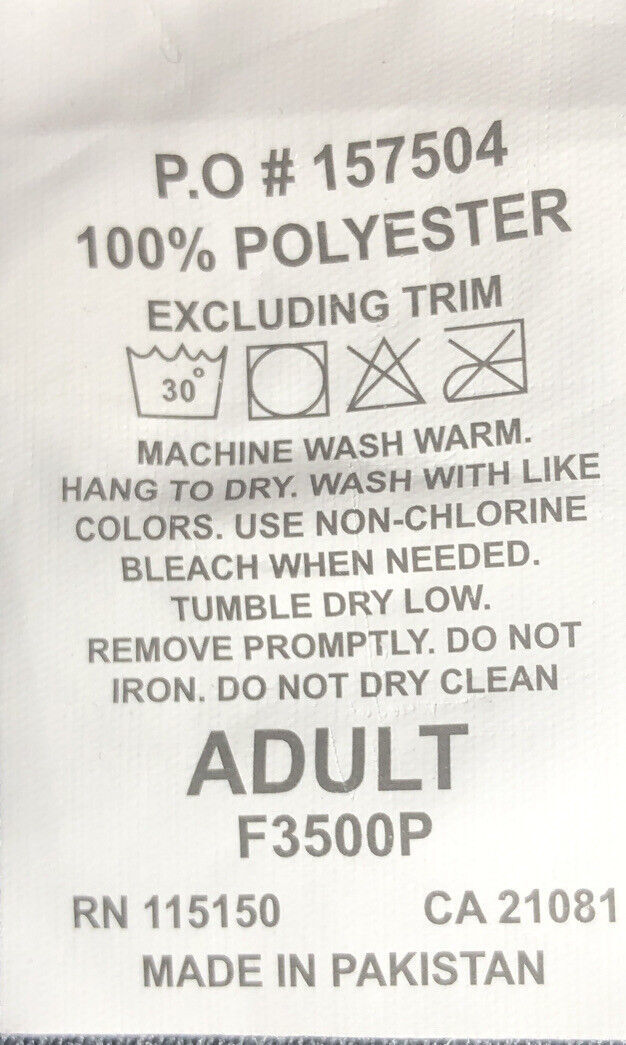 P.O # 157504
100% POLYESTER
EXCLUDING TRIM
30°
MACHINE WASH WARM.
HANG TO DRY. WASH WITH LIKE
COLORS. USE NON-CHLORINE
BLEACH WHEN NEEDED.
TUMBLE DRY LOW.
REMOVE PROMPTLY. DO NOT
IRON. DO NOT DRY CLEAN
ADULT
F3500P
RN 115150 CA 21081
MADE IN PAKISTAN